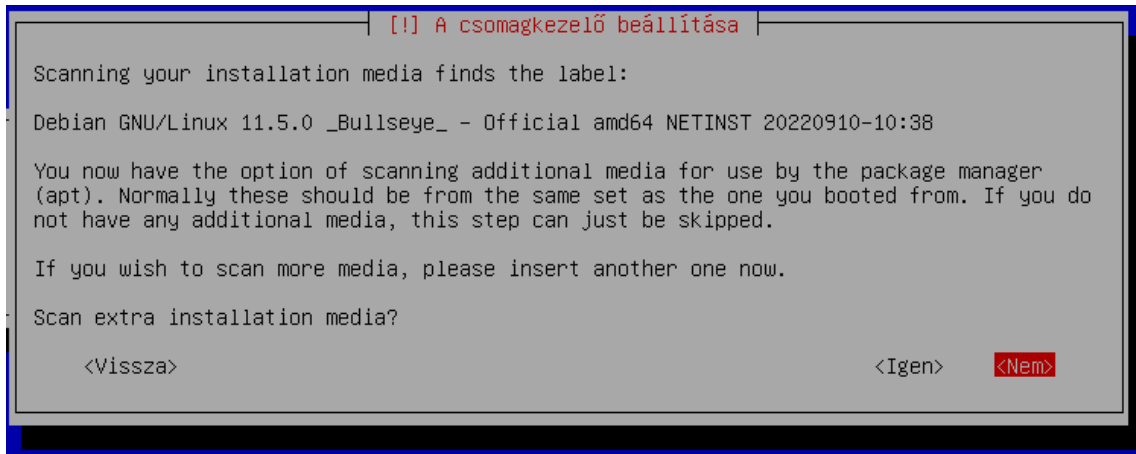 [!] A csomagkezelő beállítása
Scanning your installation media finds the label:
Debian GNU/Linux 11.5.0 _Bullseye_ - Official amd64 NETINST 20220910-10:38
You now have the option of scanning additional media for use by the package manager
(apt). Normally these should be from the same set as the one you booted from. If you do
not have any additional media, this step can just be skipped.
If you wish to scan more media, please insert another one now.
Scan extra installation media?
<Vissza> <Igen> <Nem>